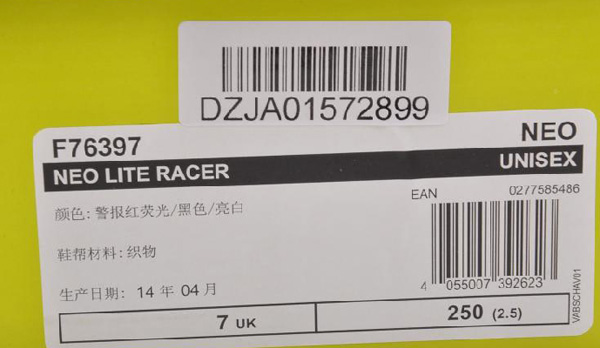 DZJA01572899
F76397
NEO
NEO LITE RACER
UNISEX
EAN
0277585486
颜色: 警报红荧光/黑色/亮白
鞋帮材料: 织物
生产日期: 14 年 04 月
4 055007 392623
VABSCHAV01
7 UK
250 (2.5)